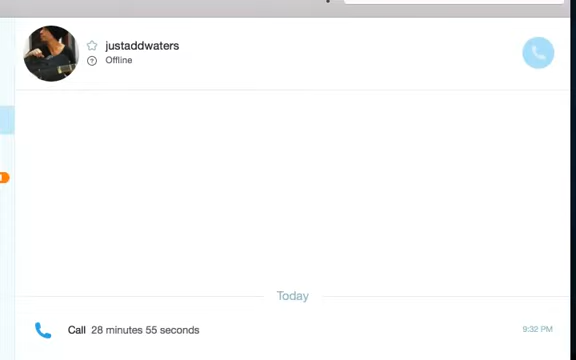 justaddwaters
Offline
Today
Call 28 minutes 55 seconds 9:32 PM